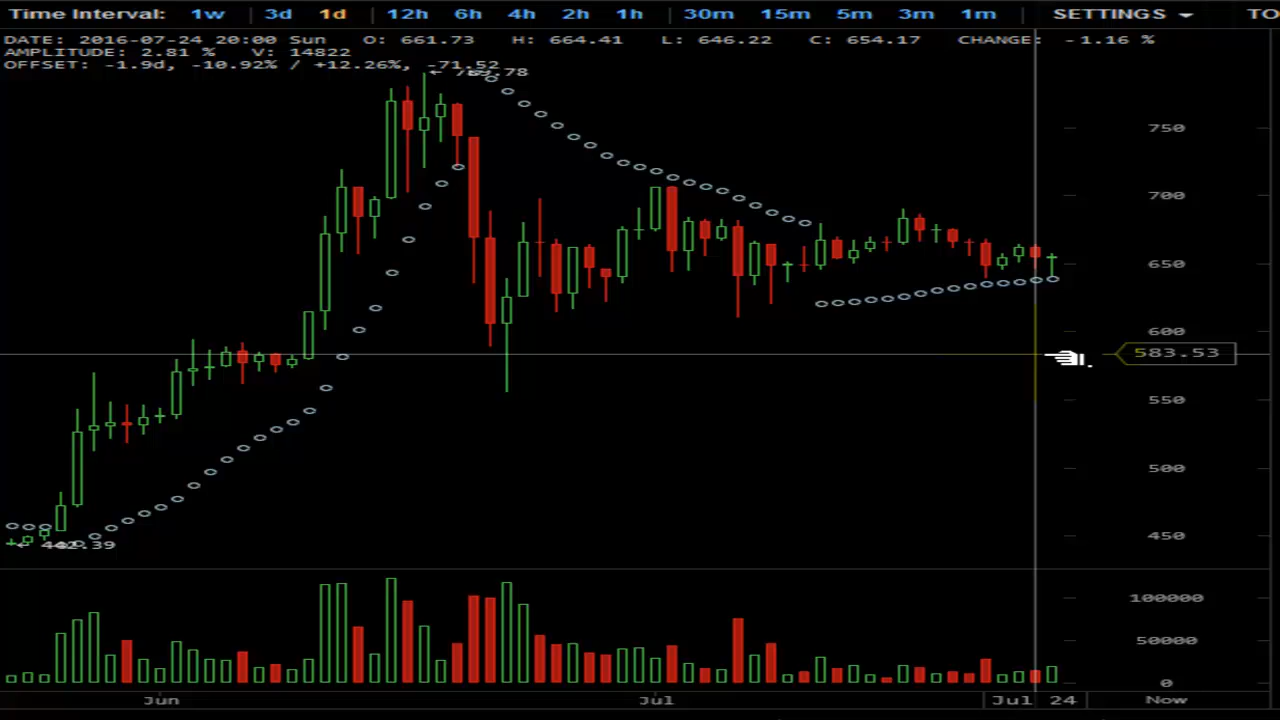 Time Interval: 1w 3d 1d 12h 6h 4h 2h 1h 30m 15m 5m 3m 1m SETTINGS TO
DATE: 2016-07-24 20:00 Sun O: 661.73 H: 664.41 L: 646.22 C: 654.17 CHANGE: -1.16 %
AMPLITUDE: 2.81 % V: 14822
OFFSET: -1.9d, -10.92% / +12.26%, -71.52
750
700
650
600
583.53
550
500
450
100000
50000
0
Jun Jul Jul 24 Now